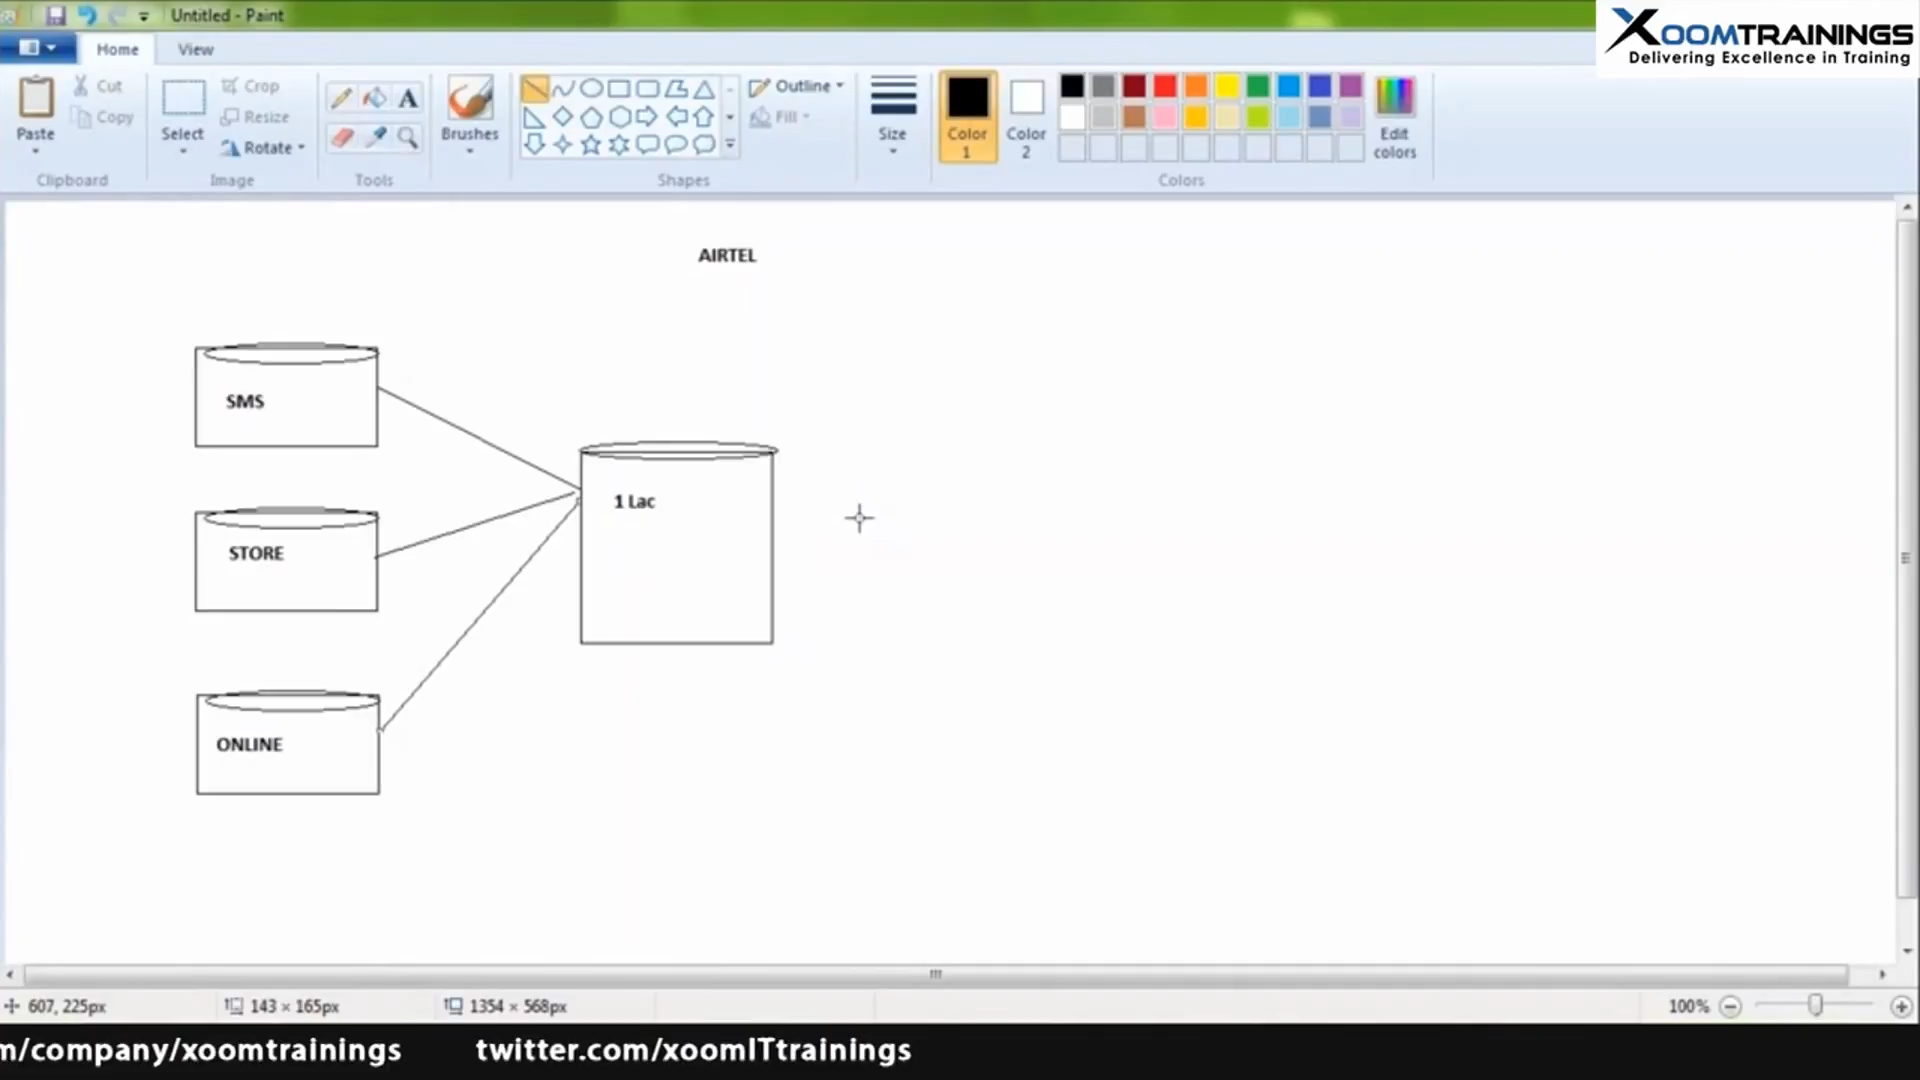 Untitled - Paint
XOOMTRAININGS
Delivering Excellence in Training
Home
View
Paste
Cut
Copy
Clipboard
Select
Crop
Resize
Rotate
Image
A
Tools
Brushes
Shapes
Outline
Fill
Size
Color
1
Color
2
Edit
colors
Colors
AIRTEL
SMS
STORE
ONLINE
1 Lac
607, 225px
143 × 165px
1354 × 568px
100%
m/company/xoomtrainings
twitter.com/xoomITtrainings